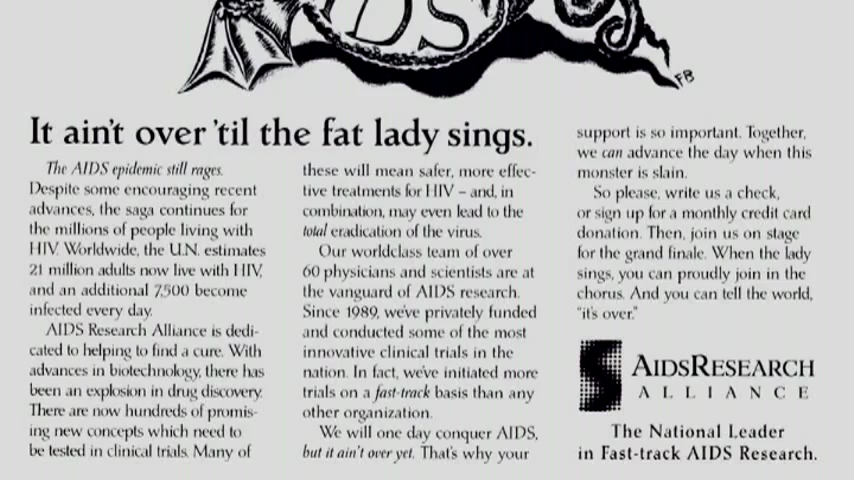 DS
FB
It ain't over 'til the fat lady sings.
The AIDS epidemic still rages.
Despite some encouraging recent
advances, the saga continues for
the millions of people living with
HIV. Worldwide, the U.N. estimates
21 million adults now live with HIV,
and an additional 7,500 become
infected every day.
AIDS Research Alliance is dedi-
cated to helping to find a cure. With
advances in biotechnology, there has
been an explosion in drug discovery.
There are now hundreds of promis-
ing new concepts which need to
be tested in clinical trials. Many of
these will mean safer, more effec-
tive treatments for HIV – and, in
combination, may even lead to the
total eradication of the virus.
Our worldclass team of over
60 physicians and scientists are at
the vanguard of AIDS research.
Since 1989, we've privately funded
and conducted some of the most
innovative clinical trials in the
nation. In fact, we've initiated more
trials on a fast-track basis than any
other organization.
We will one day conquer AIDS,
but it ain't over yet. That's why your
support is so important. Together,
we can advance the day when this
monster is slain.
So please, write us a check,
or sign up for a monthly credit card
donation. Then, join us on stage
for the grand finale. When the lady
sings, you can proudly join in the
chorus. And you can tell the world,
"it's over."
AIDSRESEARCH
ALLIANCE
The National Leader
in Fast-track AIDS Research.